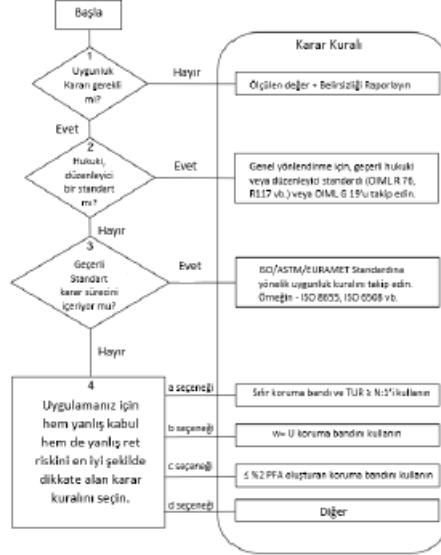 Başla
Karar Kuralı
1
Uygunluk
Kararı gerekli
mi?
Hayır
Ölçülen değer + Belirsizliği Raporlayın
Evet
2
Hukuki,
düzenleyici
bir standart
mı?
Evet
Genel yönlendirme için, geçerli hukuki
veya düzenleyici standardı (OIML R 76,
R117 vb.) veya OIML G 19'u takip edin.
Hayır
3
Geçerli
Standart
karar sürecini
içeriyor mu?
Evet
ISO/ASTM/EURAMET Standardına
yönelik uygunluk kuralını takip edin.
Örneğin - ISO 8655, ISO 6508 vb.
Hayır
4
Uygulamanız için
hem yanlış kabul
hem de yanlış ret
riskini en iyi şekilde
dikkate alan karar
kuralını seçin.
a seçeneği
Sıfır koruma bandı ve TUR ≥ N:1'i kullanın
b seçeneği
w= U koruma bandını kullanın
c seçeneği
≤ %2 PFA oluşturan koruma bandını kullanın
d seçeneği
Diğer